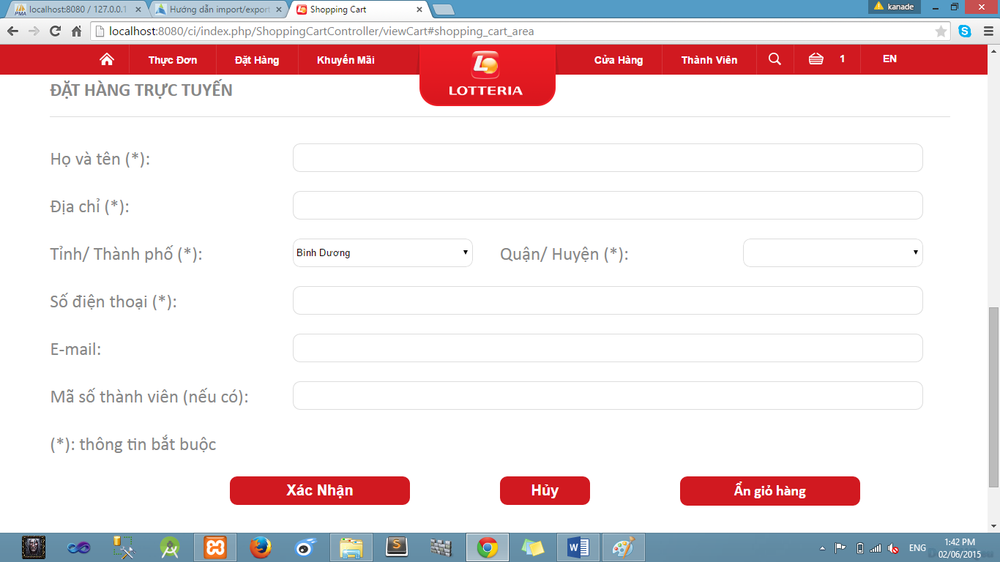 localhost:8080 / 127.0.0.1
Hướng dẫn import/export
Shopping Cart
kanade
localhost:8080/ci/index.php/ShoppingCartController/viewCart#shopping_cart_area
Thực Đơn
Đặt Hàng
Khuyến Mãi
LOTTERIA
Cửa Hàng
Thành Viên
1
EN
ĐẶT HÀNG TRỰC TUYẾN
Họ và tên (*):
Địa chỉ (*):
Tỉnh/ Thành phố (*):
Bình Dương
Quận/ Huyện (*):
Số điện thoại (*):
E-mail:
Mã số thành viên (nếu có):
(*): thông tin bắt buộc
Xác Nhận
Hủy
Ẩn giỏ hàng
ENG
1:42 PM
02/06/2015